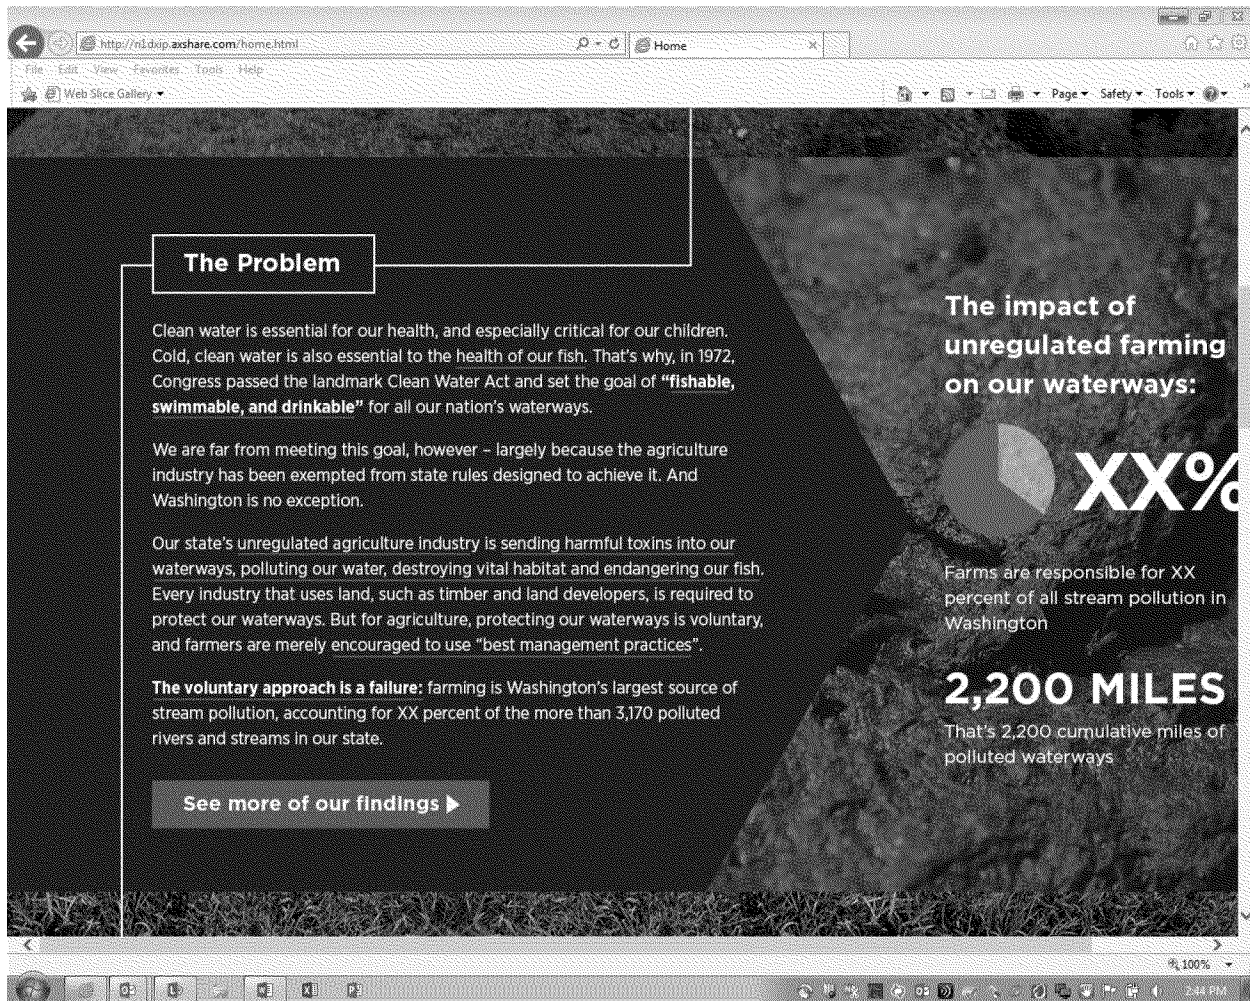 http://n1dxip.axshare.com/home.html
Home
File Edit View Favorites Tools Help
Web Slice Gallery
Page Safety Tools
The Problem
Clean water is essential for our health, and especially critical for our children.
Cold, clean water is also essential to the health of our fish. That's why, in 1972,
Congress passed the landmark Clean Water Act and set the goal of “fishable,
swimmable, and drinkable” for all our nation's waterways.
We are far from meeting this goal, however – largely because the agriculture
industry has been exempted from state rules designed to achieve it. And
Washington is no exception.
Our state's unregulated agriculture industry is sending harmful toxins into our
waterways, polluting our water, destroying vital habitat and endangering our fish.
Every industry that uses land, such as timber and land developers, is required to
protect our waterways. But for agriculture, protecting our waterways is voluntary,
and farmers are merely encouraged to use “best management practices”.
The voluntary approach is a failure: farming is Washington's largest source of
stream pollution, accounting for XX percent of the more than 3,170 polluted
rivers and streams in our state.
See more of our findings
The impact of
unregulated farming
on our waterways:
XX%
Farms are responsible for XX
percent of all stream pollution in
Washington
2,200 MILES
That's 2,200 cumulative miles of
polluted waterways
100%
2:44 PM